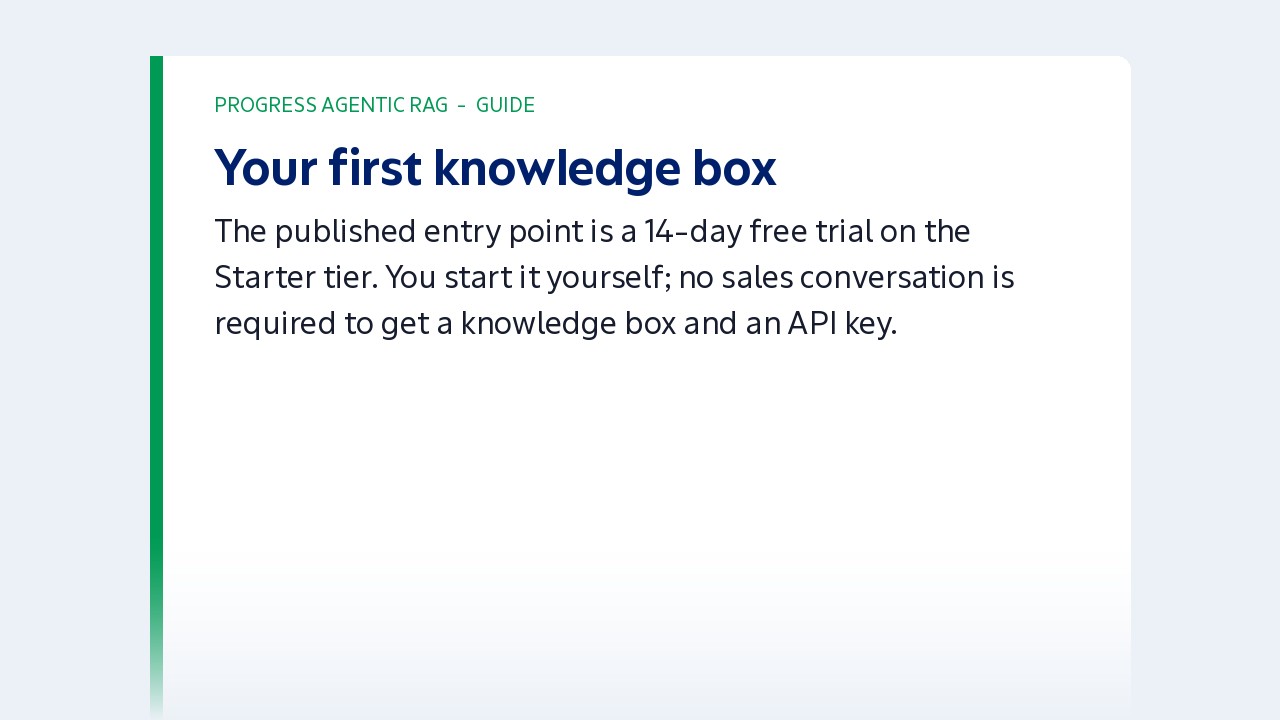 PROGRESS AGENTIC RAG - GUIDE
Your first knowledge box
The published entry point is a 14-day free trial on the
Starter tier. You start it yourself; no sales conversation is
required to get a knowledge box and an API key.